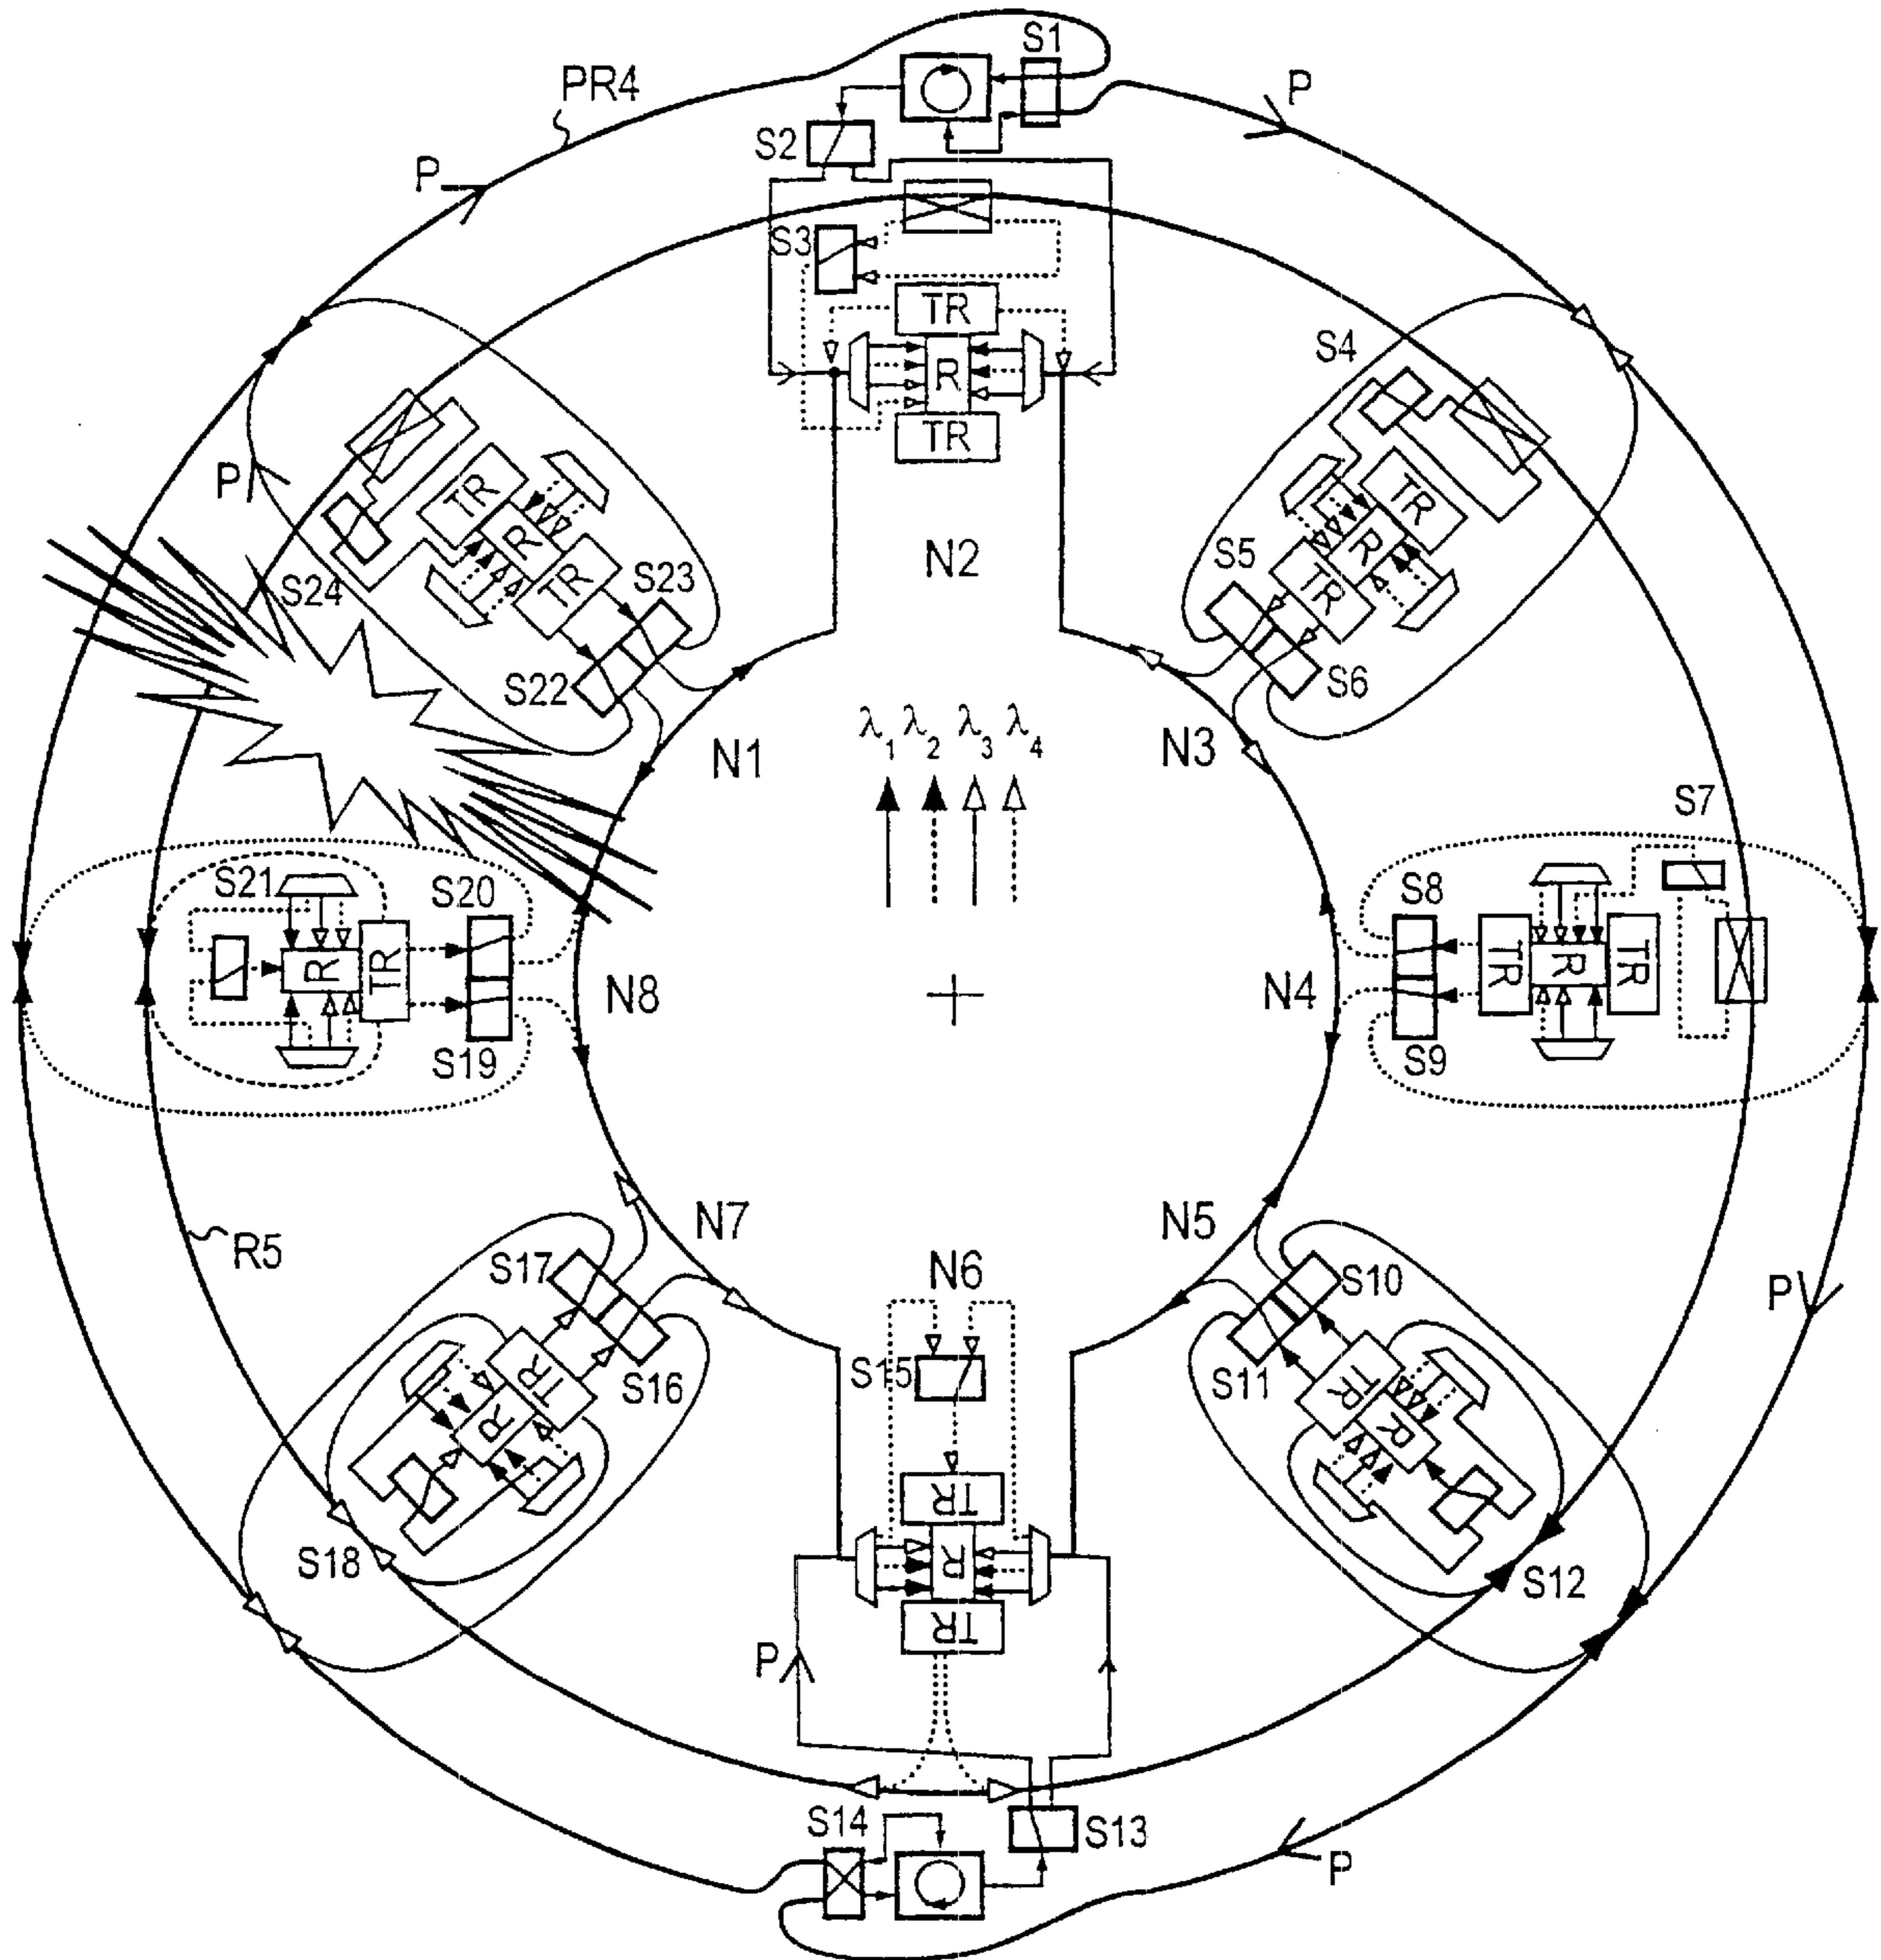 S1
PR4
P
S2
P
S3
TR
S4
R
TR
P
TR
TR
N2
R
R
S5
S23
S24
TR
TR
S6
S22
λ1 λ2 λ3 λ4
N1
N3
S7
S21
S20
S8
R
TR
TR
R
TR
N8
N4
S19
S9
N7
N5
R5
N6
S17
S10
P
S15
TR
S16
S11
TR
R
R
TR
S18
R
S12
TR
P
S14
S13
P